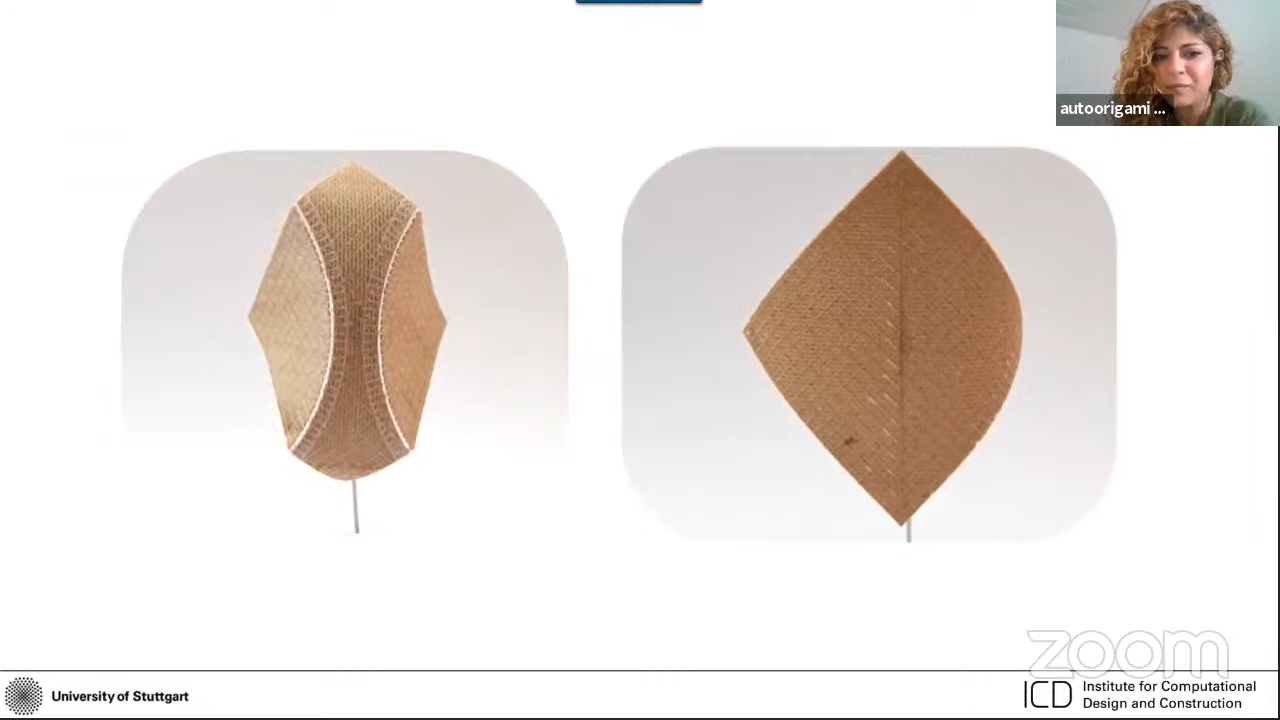 autoorigami ...
zoom
University of Stuttgart
ICD
Institute for Computational
Design and Construction